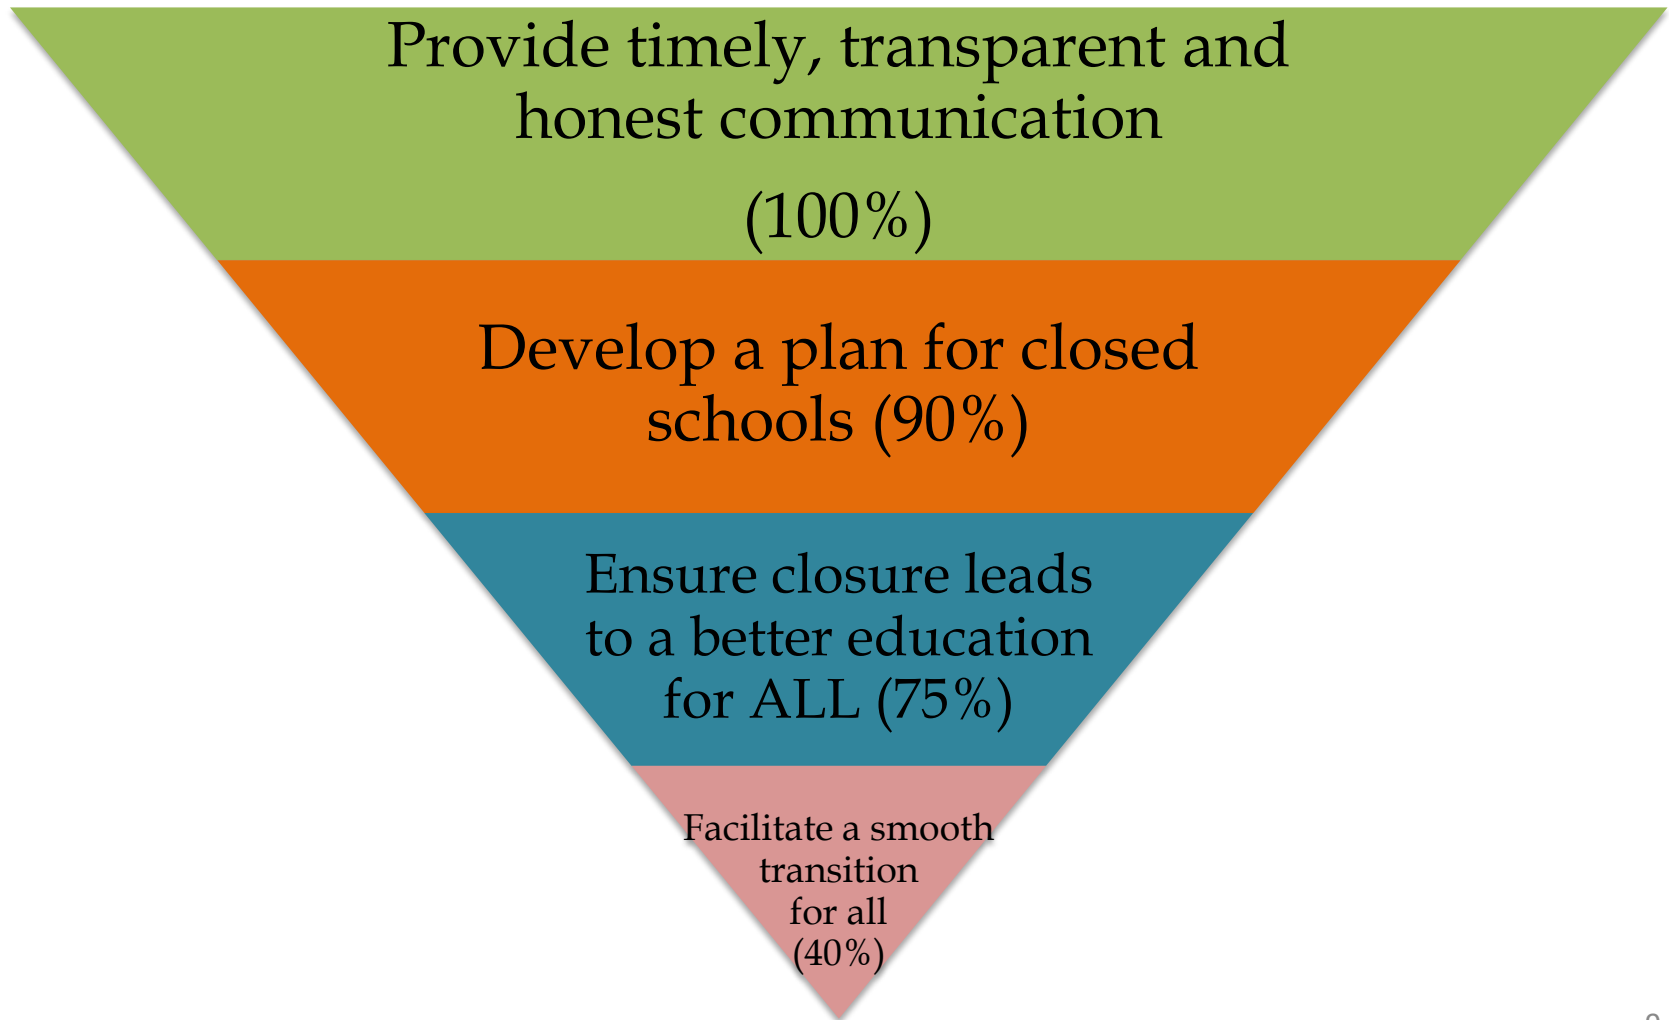 Provide timely, transparent and
honest communication
(100%)
Develop a plan for closed
schools (90%)
Ensure closure leads
to a better education
for ALL (75%)
Facilitate a smooth
transition
for all
(40%)